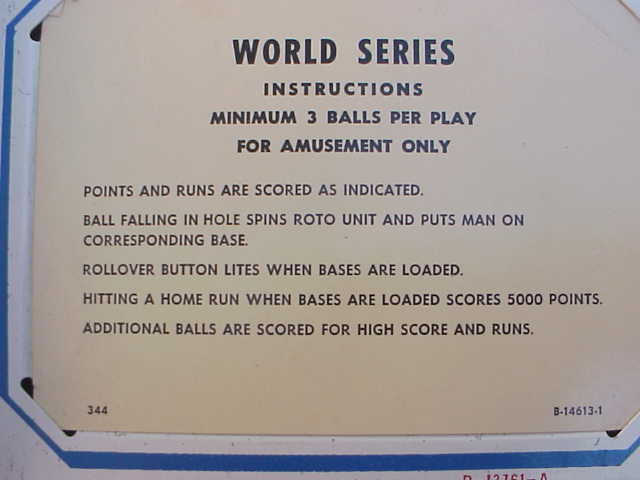 WORLD SERIES
INSTRUCTIONS
MINIMUM 3 BALLS PER PLAY
FOR AMUSEMENT ONLY
POINTS AND RUNS ARE SCORED AS INDICATED.
BALL FALLING IN HOLE SPINS ROTO UNIT AND PUTS MAN ON
CORRESPONDING BASE.
ROLLOVER BUTTON LITES WHEN BASES ARE LOADED.
HITTING A HOME RUN WHEN BASES ARE LOADED SCORES 5000 POINTS.
ADDITIONAL BALLS ARE SCORED FOR HIGH SCORE AND RUNS.
344 B-14613-1